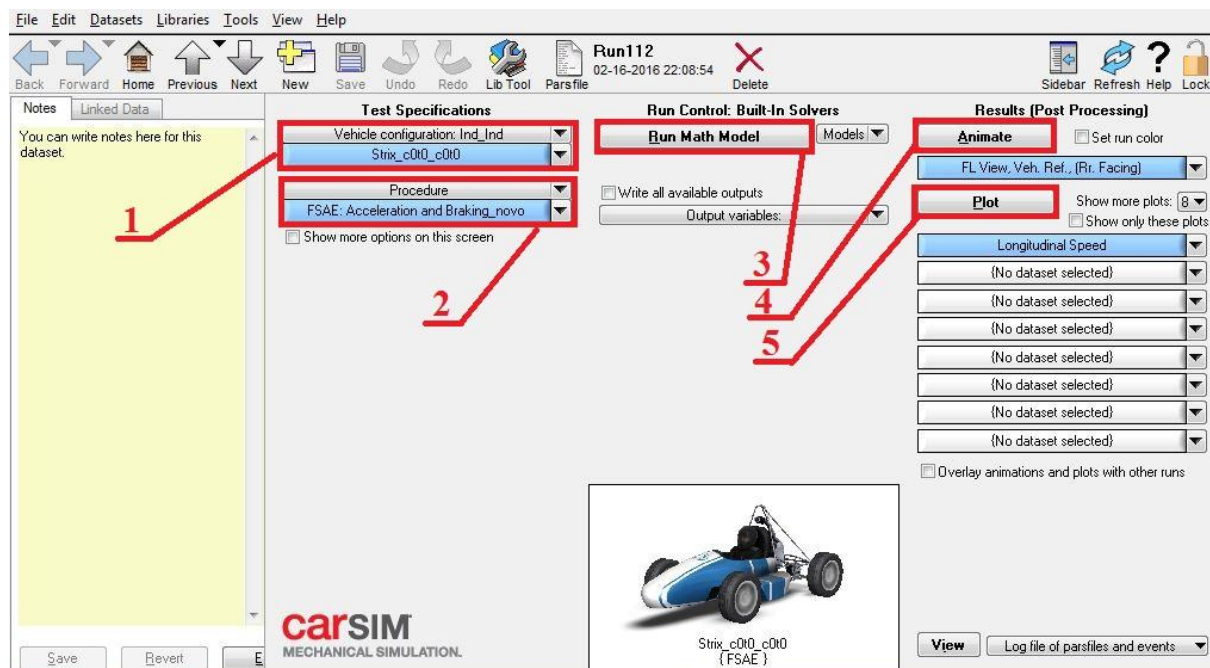 File Edit Datasets Libraries Tools View Help
Back Forward Home Previous Next New Save Undo Redo Lib Tool Parsfile
Run112
02-16-2016 22:08:54
Delete
Sidebar Refresh Help Lock
Notes Linked Data
You can write notes here for this
dataset.
Save Revert E
Test Specifications
Vehicle configuration: Ind_Ind
Strix_c0t0_c0t0
Procedure
FSAE: Acceleration and Braking_novo
Show more options on this screen
1
2
3
4
5
Run Control: Built-In Solvers
Run Math Model Models
Write all available outputs
Output variables:
Results (Post Processing)
Animate Set run color
FL View, Veh. Ref., (Rr. Facing)
Plot Show more plots: 8
Show only these plots
Longitudinal Speed
{No dataset selected}
{No dataset selected}
{No dataset selected}
{No dataset selected}
{No dataset selected}
{No dataset selected}
{No dataset selected}
Overlay animations and plots with other runs
carSIM
MECHANICAL SIMULATION.
Strix_c0t0_c0t0
{ FSAE }
View Log file of parsfiles and events